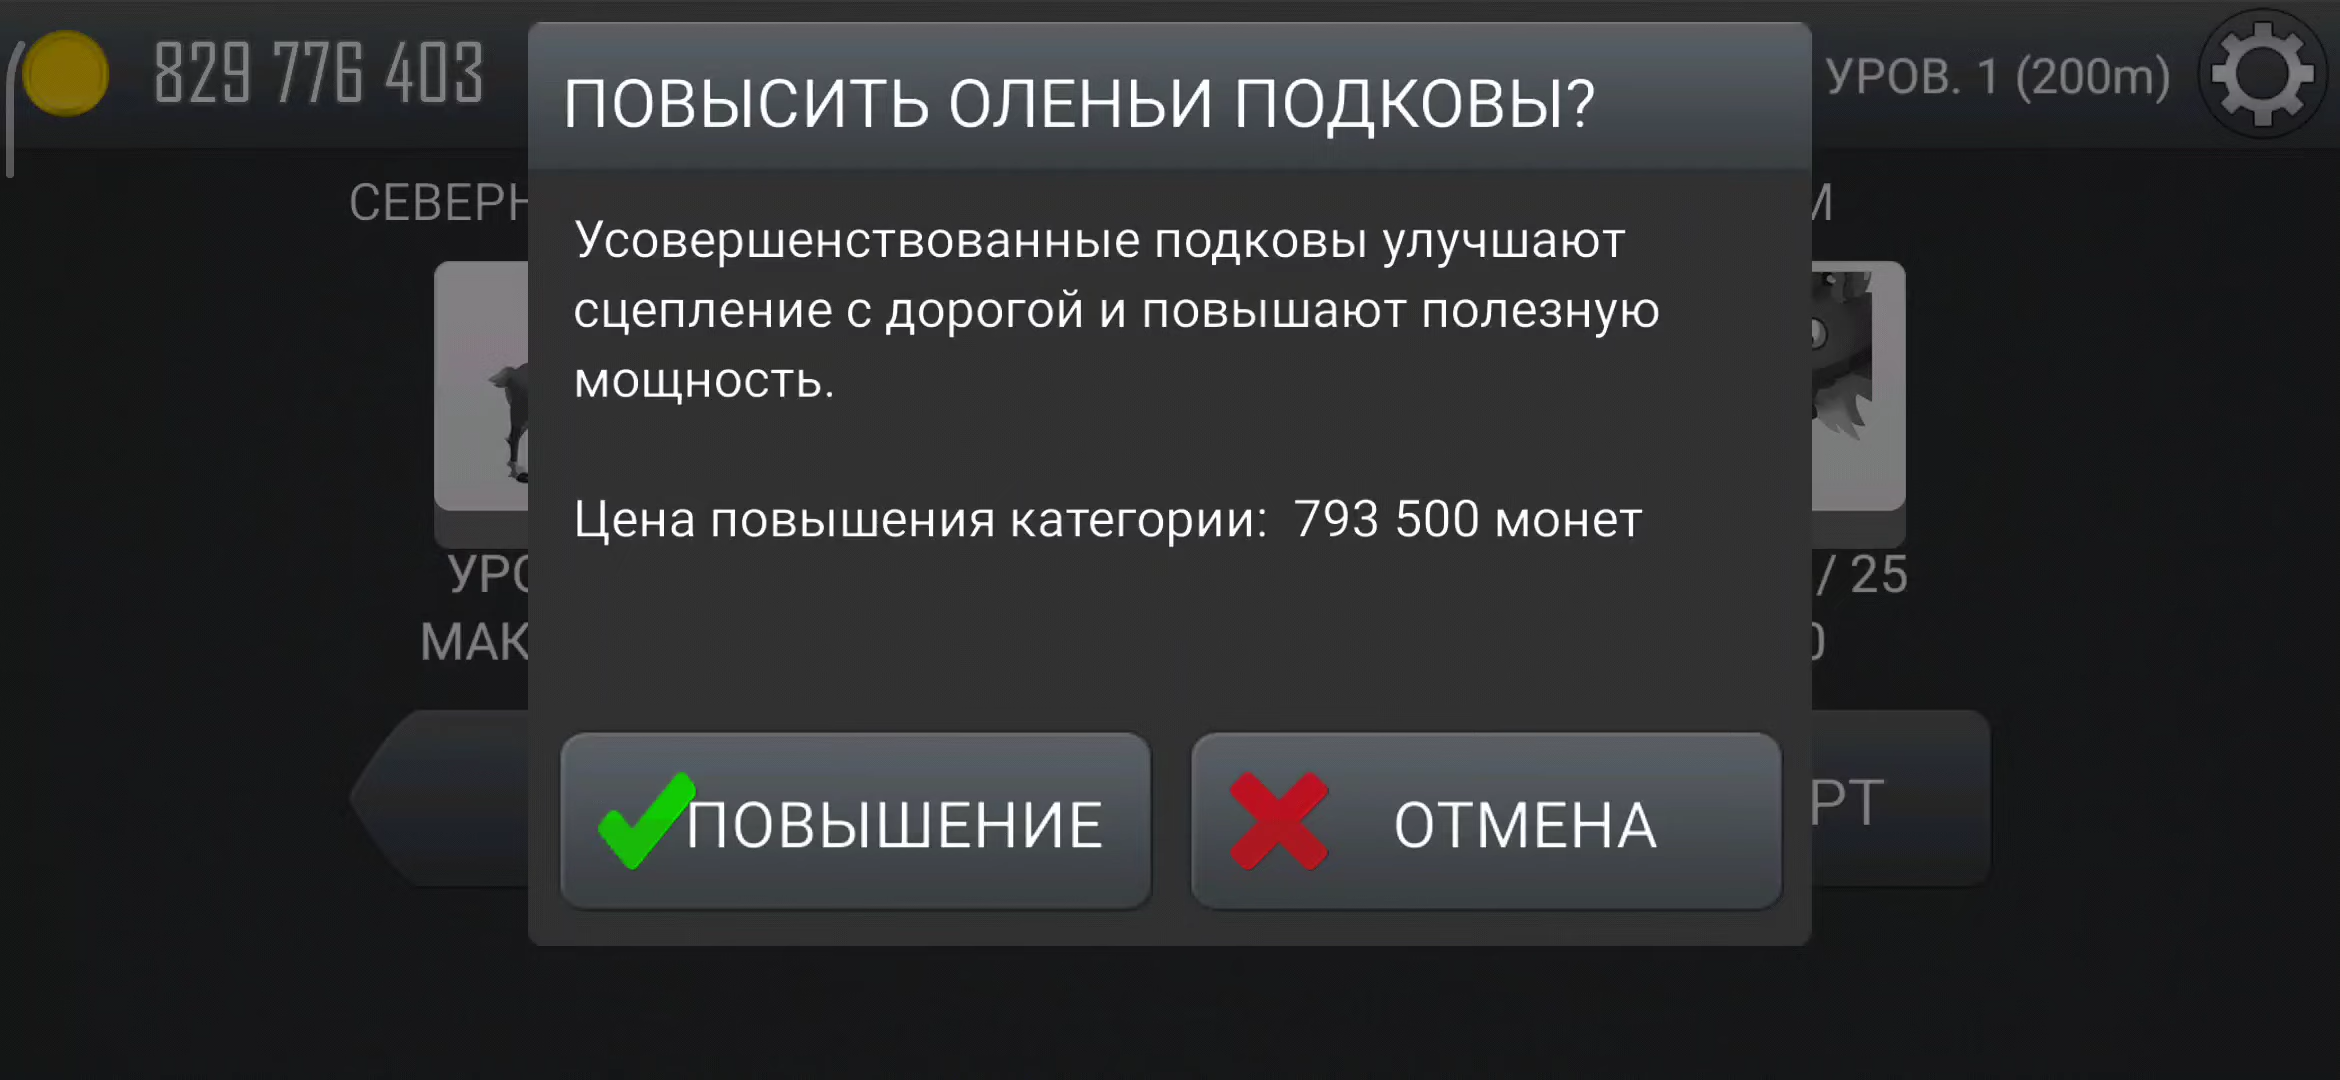 829 776 403
ПОВЫСИТЬ ОЛЕНЬИ ПОДКОВЫ?
УРОВ. 1 (200m)
Усовершенствованные подковы улучшают
сцепление с дорогой и повышают полезную
мощность.
Цена повышения категории: 793 500 монет
/ 25
ПОВЫШЕНИЕ
ОТМЕНА